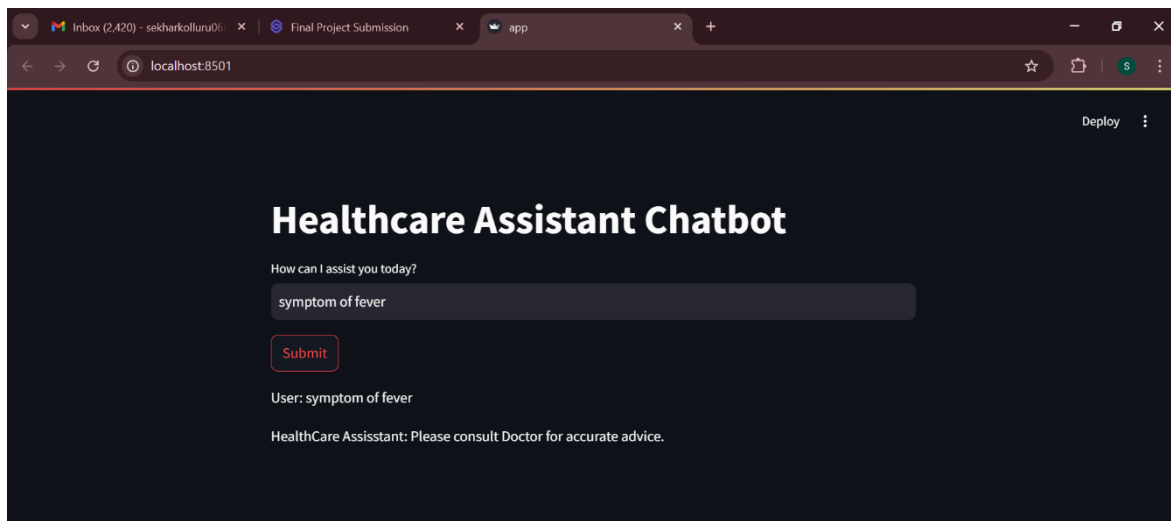 Inbox (2,420) - sekharkolluru06
Final Project Submission
app
localhost:8501
S
Deploy
Healthcare Assistant Chatbot
How can I assist you today?
symptom of fever
Submit
User: symptom of fever
HealthCare Assisstant: Please consult Doctor for accurate advice.